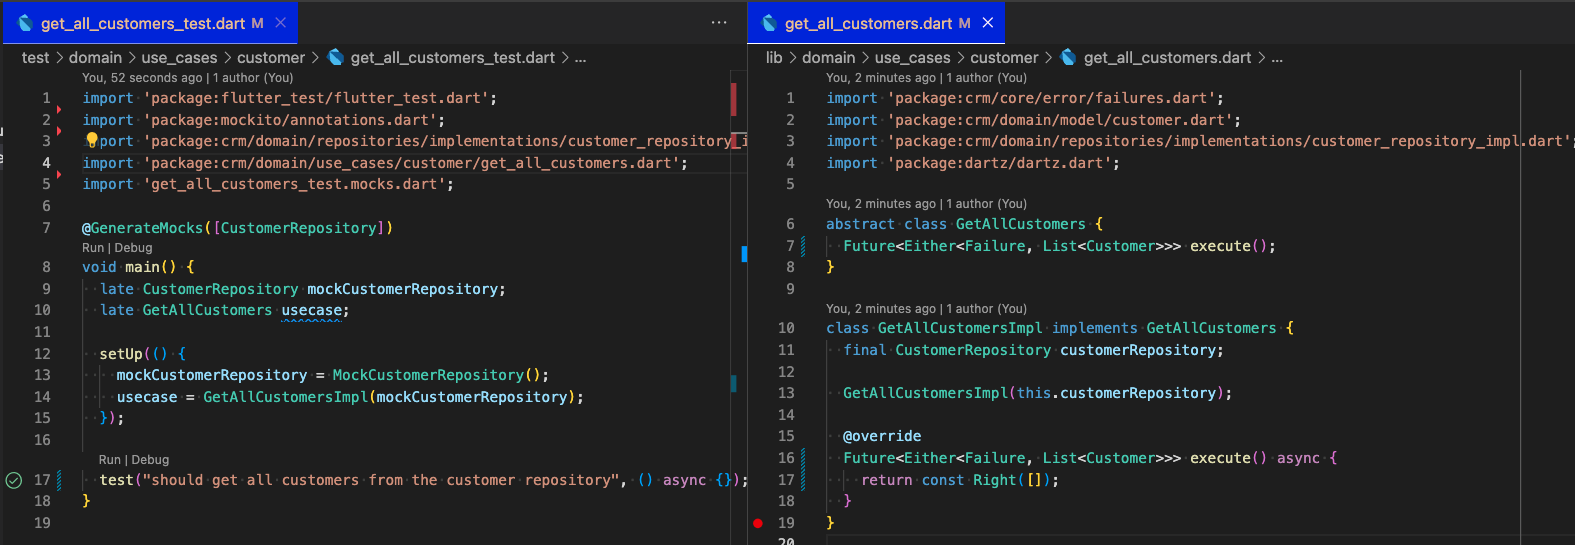 get_all_customers_test.dart M
test > domain > use_cases > customer > get_all_customers_test.dart > ...
You, 52 seconds ago | 1 author (You)
1 import 'package:flutter_test/flutter_test.dart';
2 import 'package:mockito/annotations.dart';
3 import 'package:crm/domain/repositories/implementations/customer_repository_i
4 import 'package:crm/domain/use_cases/customer/get_all_customers.dart';
5 import 'get_all_customers_test.mocks.dart';
6
7 @GenerateMocks([CustomerRepository])
Run | Debug
8 void main() {
9 late CustomerRepository mockCustomerRepository;
10 late GetAllCustomers usecase;
11
12 setUp(() {
13 mockCustomerRepository = MockCustomerRepository();
14 usecase = GetAllCustomersImpl(mockCustomerRepository);
15 });
16
Run | Debug
17 test("should get all customers from the customer repository", () async {});
18 }
19
get_all_customers.dart M
lib > domain > use_cases > customer > get_all_customers.dart > ...
You, 2 minutes ago | 1 author (You)
1 import 'package:crm/core/error/failures.dart';
2 import 'package:crm/domain/model/customer.dart';
3 import 'package:crm/domain/repositories/implementations/customer_repository_impl.dart';
4 import 'package:dartz/dartz.dart';
5
You, 2 minutes ago | 1 author (You)
6 abstract class GetAllCustomers {
7 Future<Either<Failure, List<Customer>>> execute();
8 }
9
You, 2 minutes ago | 1 author (You)
10 class GetAllCustomersImpl implements GetAllCustomers {
11 final CustomerRepository customerRepository;
12
13 GetAllCustomersImpl(this.customerRepository);
14
15 @override
16 Future<Either<Failure, List<Customer>>> execute() async {
17 return const Right([]);
18 }
19 }
20